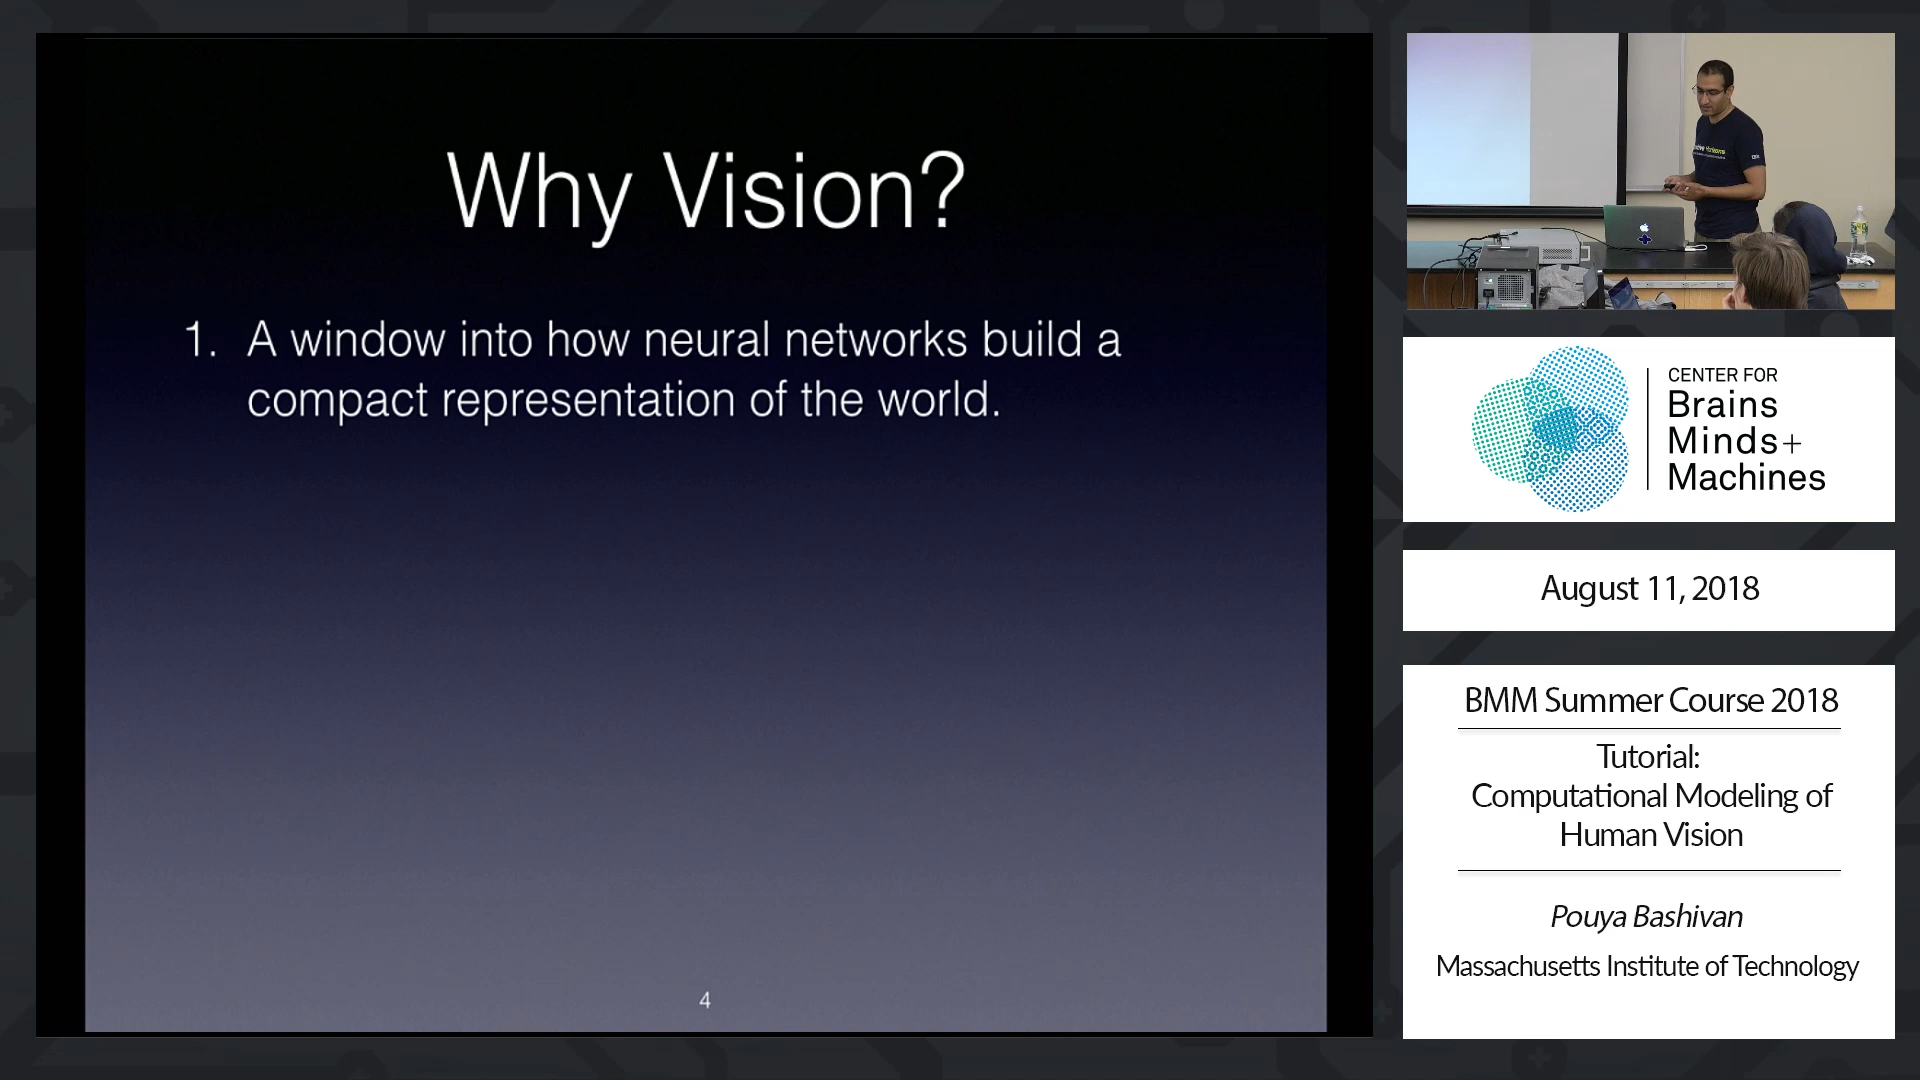 Why Vision?
1. A window into how neural networks build a
compact representation of the world.
4
CENTER FOR
Brains
Minds+
Machines
August 11, 2018
BMM Summer Course 2018
Tutorial:
Computational Modeling of
Human Vision
Pouya Bashivan
Massachusetts Institute of Technology